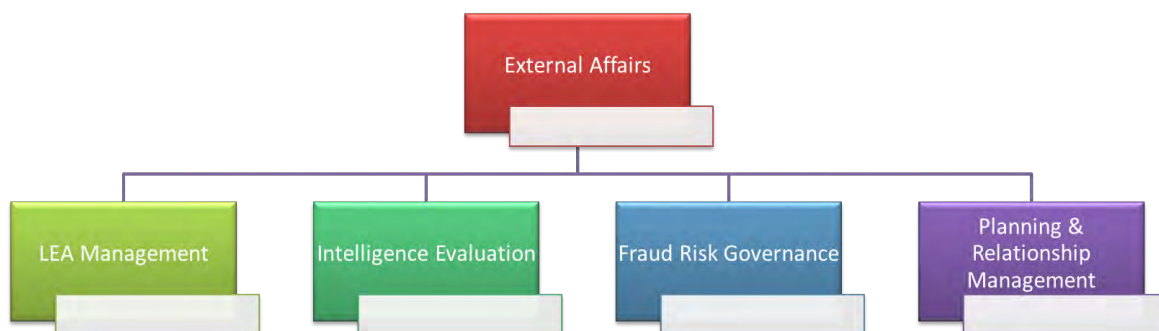 External Affairs
LEA Management
Intelligence Evaluation
Fraud Risk Governance
Planning &
Relationship
Management